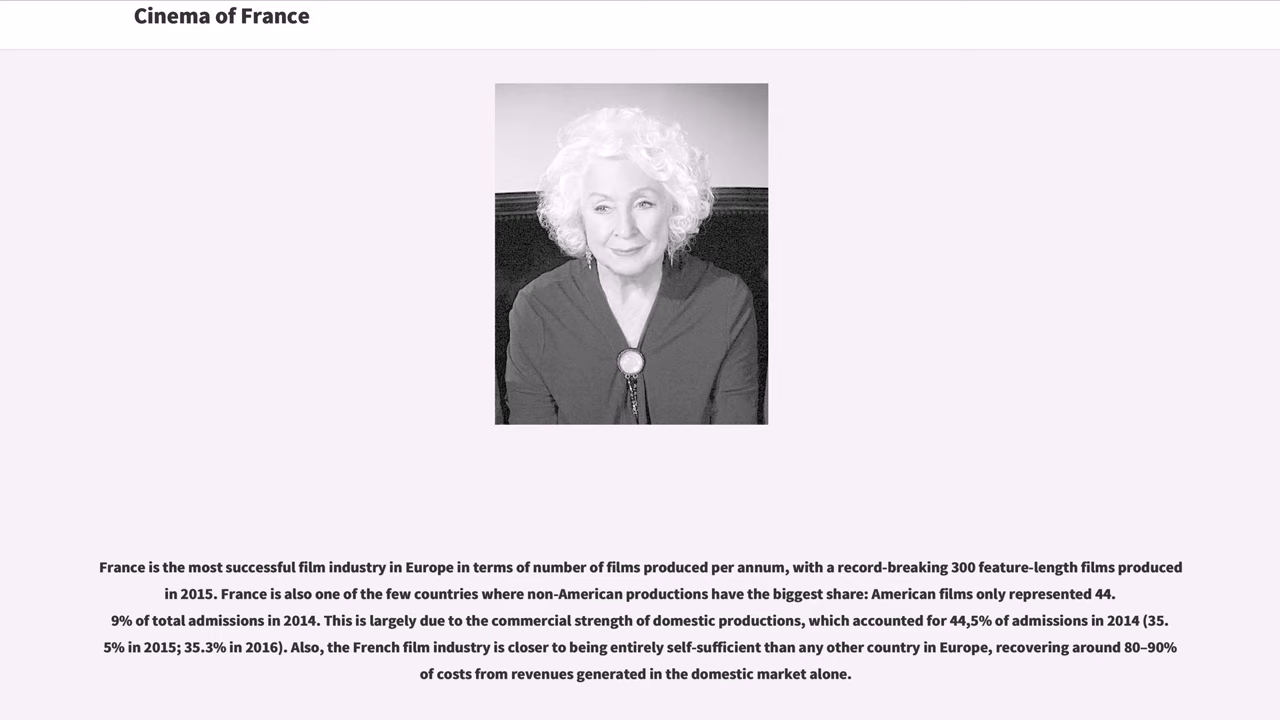 Cinema of France
France is the most successful film industry in Europe in terms of number of films produced per annum, with a record-breaking 300 feature-length films produced
in 2015. France is also one of the few countries where non-American productions have the biggest share: American films only represented 44.
9% of total admissions in 2014. This is largely due to the commercial strength of domestic productions, which accounted for 44,5% of admissions in 2014 (35.
5% in 2015; 35.3% in 2016). Also, the French film industry is closer to being entirely self-sufficient than any other country in Europe, recovering around 80–90%
of costs from revenues generated in the domestic market alone.